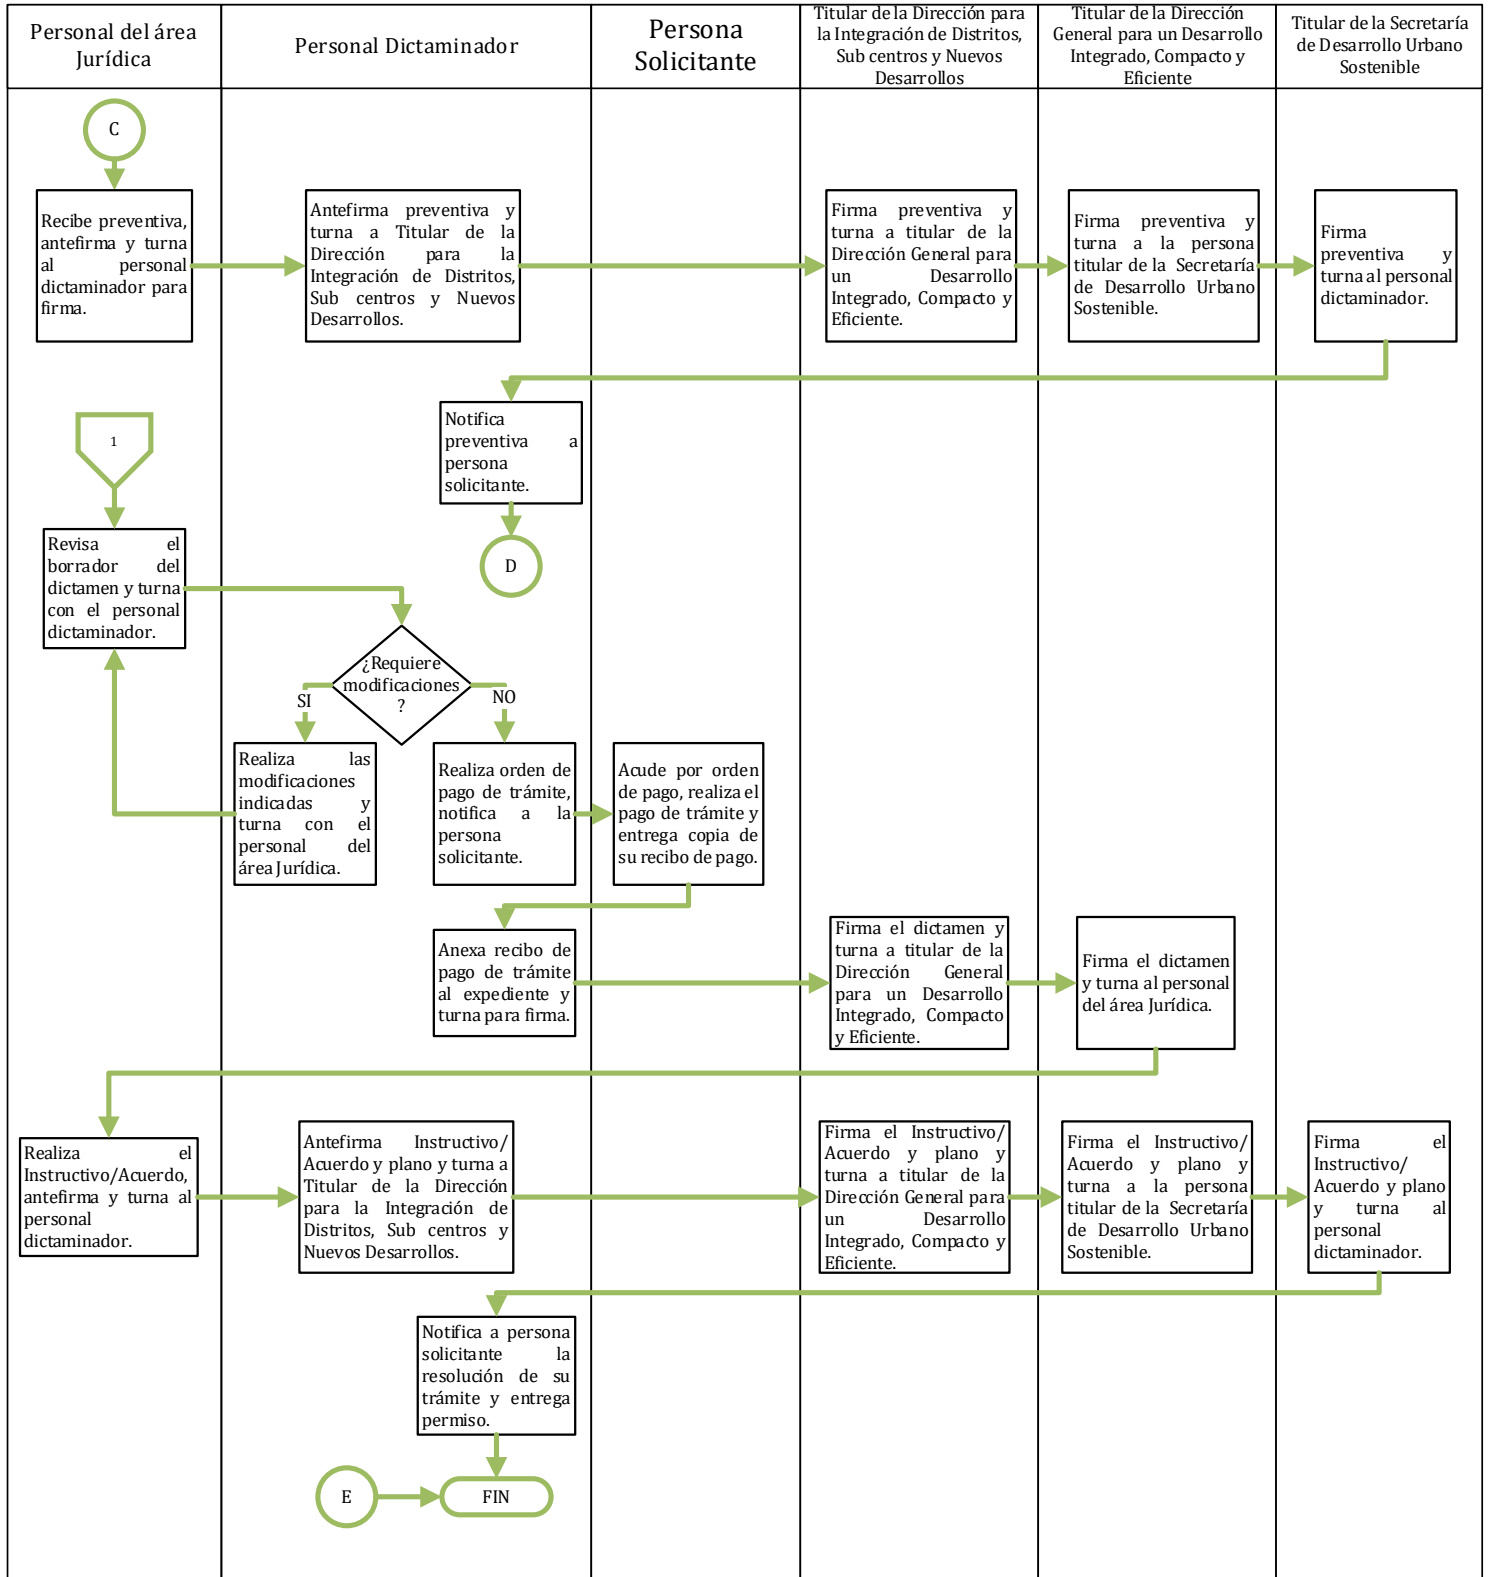 Personal del área
Jurídica
Personal Dictaminador
Persona
Solicitante
Titular de la Dirección para
la Integración de Distritos,
Sub centros y Nuevos
Desarrollos
Titular de la Dirección
General para un Desarrollo
Integrado, Compacto y
Eficiente
Titular de la Secretaría
de Desarrollo Urbano
Sostenible
C
Recibe preventiva,
antefirma y turna
al personal
dictaminador para
firma.
Antefirma preventiva y
turna a Titular de la
Dirección para la
Integración de Distritos,
Sub centros y Nuevos
Desarrollos.
Firma preventiva y
turna a titular de la
Dirección General para
un Desarrollo
Integrado, Compacto y
Eficiente.
Firma preventiva y
turna a la persona
titular de la Secretaría
de Desarrollo Urbano
Sostenible.
Firma
preventiva y
turna al personal
dictaminador.
Notifica
preventiva a
persona
solicitante.
D
1
Revisa el
borrador del
dictamen y turna
con el personal
dictaminador.
¿Requiere
modificaciones
?
SI
NO
Realiza las
modificaciones
indicadas y
turna con el
personal del
área Jurídica.
Realiza orden de
pago de trámite,
notifica a la
persona
solicitante.
Acude por orden
de pago, realiza el
pago de trámite y
entrega copia de
su recibo de pago.
Anexa recibo de
pago de trámite
al expediente y
turna para firma.
Firma el dictamen y
turna a titular de la
Dirección General
para un Desarrollo
Integrado, Compacto
y Eficiente.
Firma el dictamen
y turna al personal
del área Jurídica.
Realiza el
Instructivo/Acuerdo,
antefirma y turna al
personal
dictaminador.
Antefirma Instructivo/
Acuerdo y plano y turna a
Titular de la Dirección
para la Integración de
Distritos, Sub centros y
Nuevos Desarrollos.
Firma el Instructivo/
Acuerdo y plano y
turna a titular de la
Dirección General para
un Desarrollo
Integrado, Compacto y
Eficiente.
Firma el Instructivo/
Acuerdo y plano y
turna a la persona
titular de la Secretaría
de Desarrollo Urbano
Sostenible.
Firma el
Instructivo/
Acuerdo y plano
y turna al
personal
dictaminador.
Notifica a persona
solicitante la
resolución de su
trámite y entrega
permiso.
E
FIN